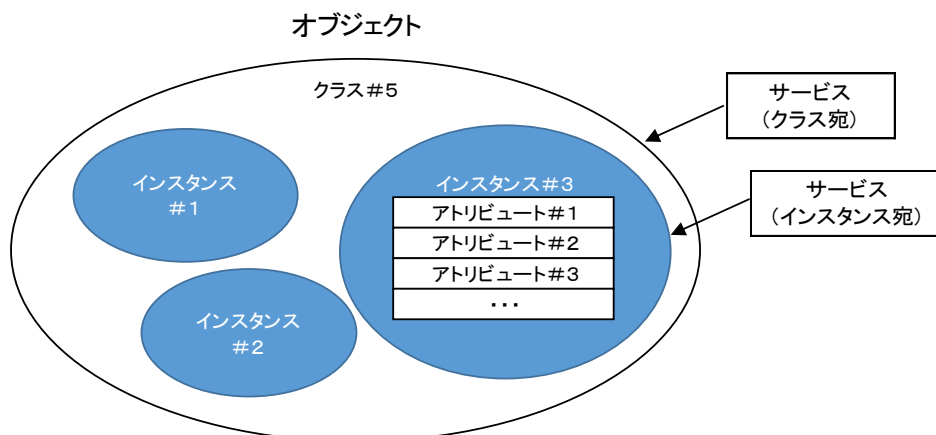 オブジェクト
クラス#5
サービス
(クラス宛)
インスタンス
#1
インスタンス#3
サービス
(インスタンス宛)
アトリビュート#1
アトリビュート#2
アトリビュート#3
・・・
インスタンス
#2